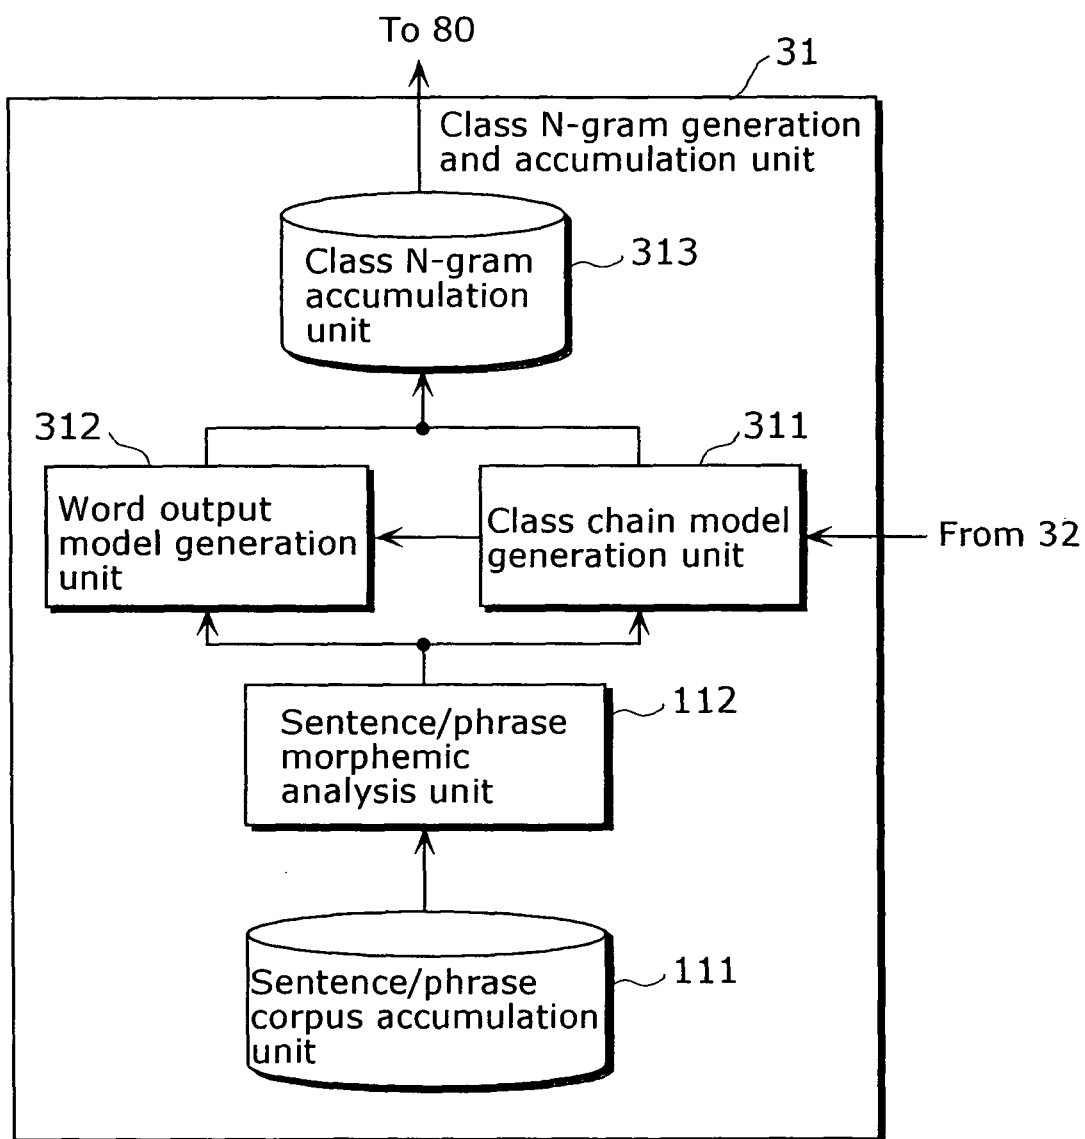 To 80
31
Class N-gram generation
and accumulation unit
Class N-gram
accumulation
unit
313
312
311
Word output
model generation
unit
Class chain model
generation unit
From 32
112
Sentence/phrase
morphemic
analysis unit
111
Sentence/phrase
corpus accumulation
unit